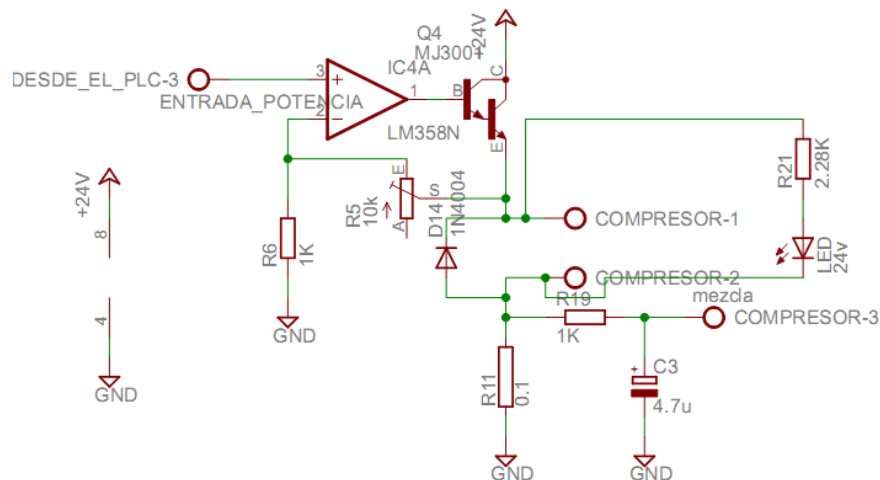 Q4
MJ3001
+24V
C
IC4A
DESDE_EL_PLC-3
3
+
1
B
ENTRADA_POTENCIA
2
−
LM358N
E
+24V
8
R5
10k
E
S
A
D14
1N4004
R21
2.28K
COMPRESOR-1
R6
1K
LED
24v
COMPRESOR-2
mezcla
R19
1K
COMPRESOR-3
4
GND
GND
R11
0.1
+
C3
4.7u
GND
GND